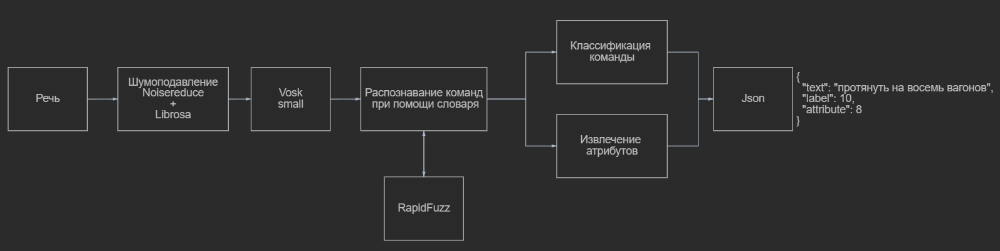 Речь
Шумоподавление
Noisereduce
+
Librosa
Vosk
small
Распознавание команд
при помощи словаря
RapidFuzz
Классификация
команды
Извлечение
атрибутов
Json
{
"text": "протянуть на восемь вагонов",
"label": 10,
"attribute": 8
}